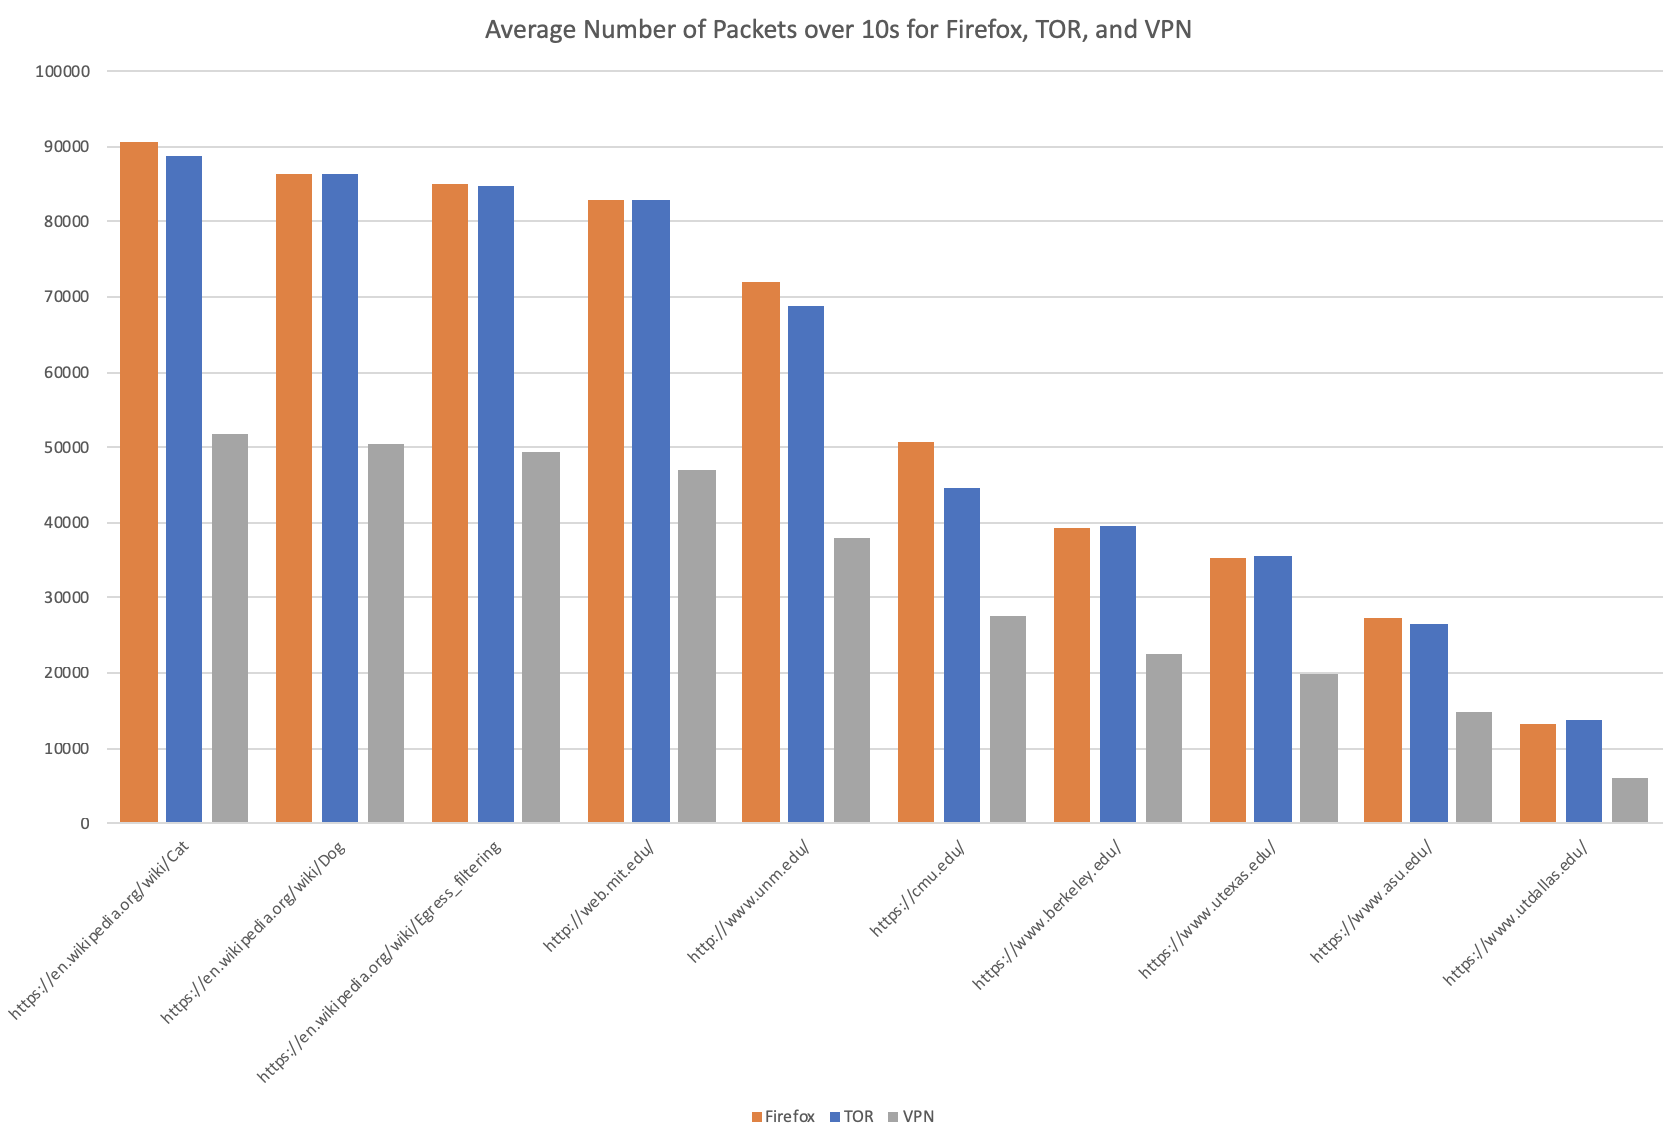 Average Number of Packets over 10s for Firefox, TOR, and VPN
100000
90000
80000
70000
60000
50000
40000
30000
20000
10000
0
https://en.wikipedia.org/wiki/Cat
https://en.wikipedia.org/wiki/Dog
https://en.wikipedia.org/wiki/Egress_filtering
http://web.mit.edu/
http://www.unm.edu/
https://cmu.edu/
https://www.berkeley.edu/
https://www.utexas.edu/
https://www.asu.edu/
https://www.utdallas.edu/
Firefox TOR VPN